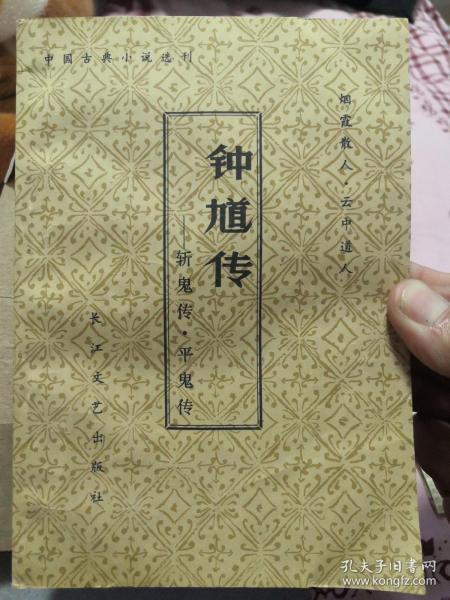 中国古典小说选刊
烟霞散人·云中道人
钟馗传
——斩鬼传·平鬼传
长江文艺出版社
孔夫子旧书网
www.kongfz.com